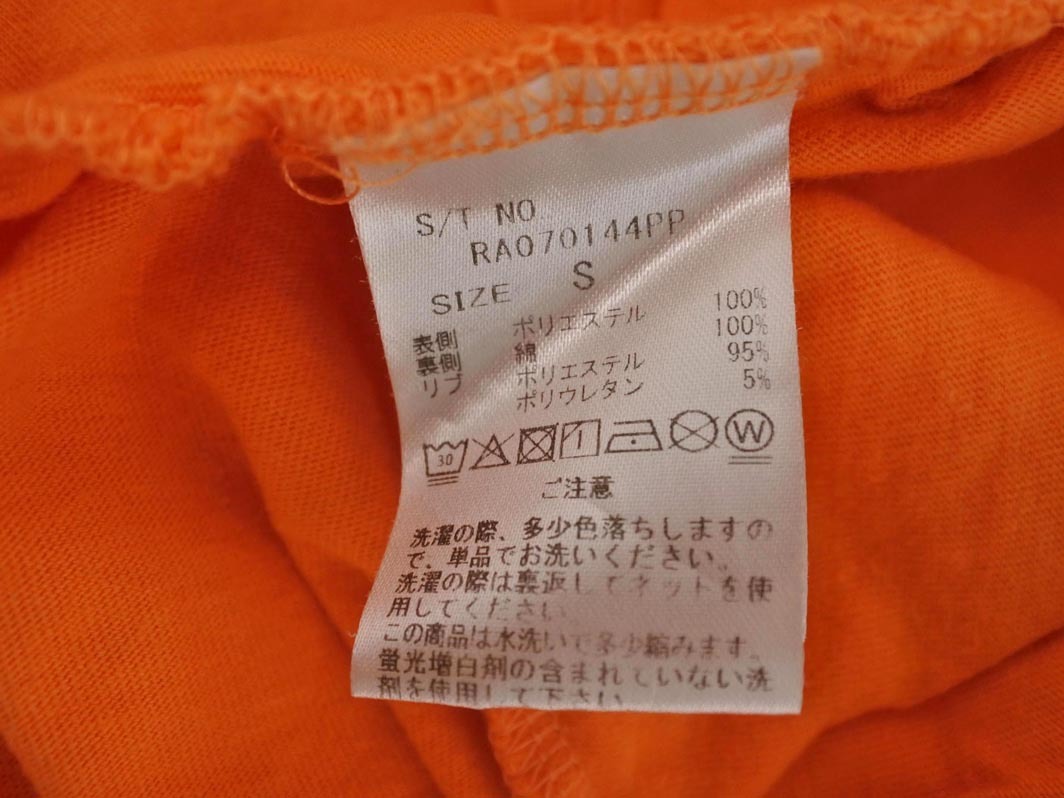 S/T NO
RA070144PP
SIZE S
表側 ポリエステル 100%
裏側 綿 100%
リブ ポリエステル 95%
ポリウレタン 5%
30 W
ご注意
洗濯の際、多少色落ちしますの
で、単品でお洗いください。
洗濯の際は裏返してネットを使
用してください。
この商品は水洗いで多少縮みます。
蛍光増白剤の含まれていない洗
剤を使用して下さい